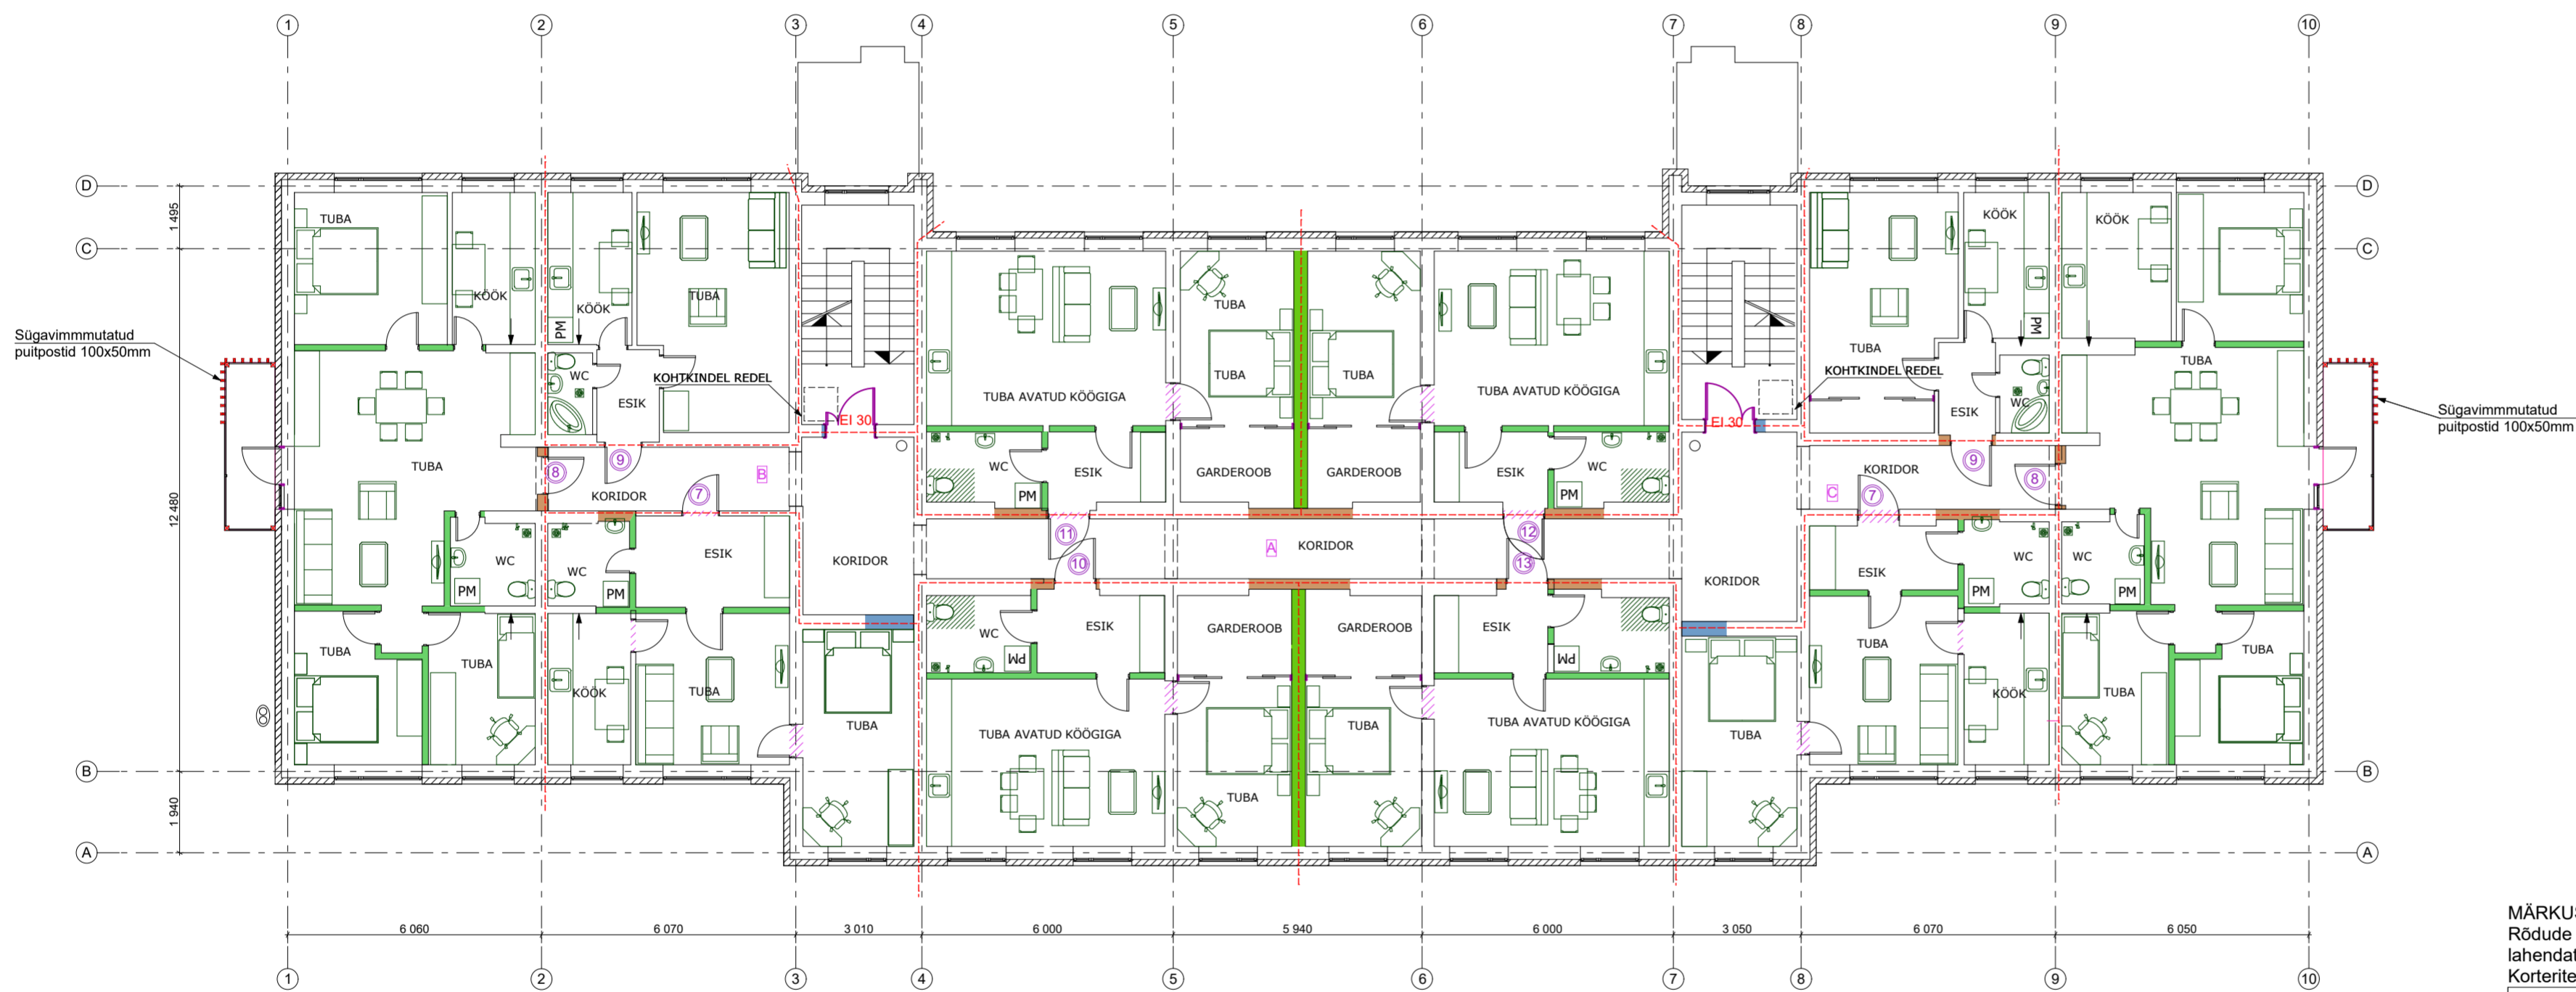 1 2 3 4 5 6 7 8 9 10
D D
1 495
C C
TUBA KÖÖK KÖÖK
KÖÖK KÖÖK TUBA TUBA
PM PM
Sügavimmmutatud
puitpostid 100x50mm
TUBA TUBA
TUBA TUBA
WC KOHTKINDEL REDEL KOHTKINDEL REDEL
ESIK TUBA AVATUD KÖÖGIGA TUBA AVATUD KÖÖGIGA WC
EI 30 EI 30 ESIK
Sügavimmmutatud
puitpostid 100x50mm
TUBA
8 9 B WC ESIK GARDEROOB GARDEROOB ESIK WC KORIDOR 9 8
KORIDOR 7 PM PM C 7
12 480
11 12
WC WC ESIK KORIDOR A KORIDOR KORIDOR ESIK WC WC
PM PM 10 13 PM PM
WC ESIK GARDEROOB GARDEROOB ESIK
PM PM
TUBA TUBA TUBA TUBA
KÖÖK TUBA KÖÖK TUBA
TUBA TUBA AVATUD KÖÖGIGA TUBA TUBA AVATUD KÖÖGIGA TUBA
8
B B
TUBA
1 940
A A
6 060 6 070 3 010 6 000 5 940 6 000 3 050 6 070 6 050
1 2 3 4 5 6 7 8 9 10
Rõdude
Korterite